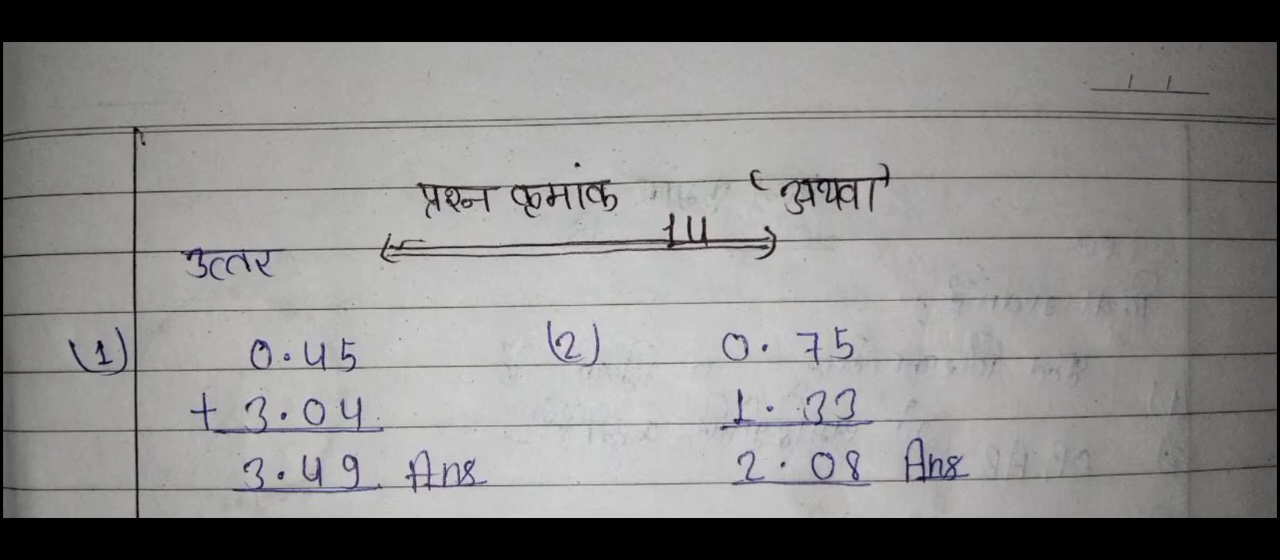 प्रश्न क्रमांक (अथवा)
14
उत्तर
(1) 0.45 (2) 0.75
+ 3.04 1.33
3.49 Ans 2.08 Ans